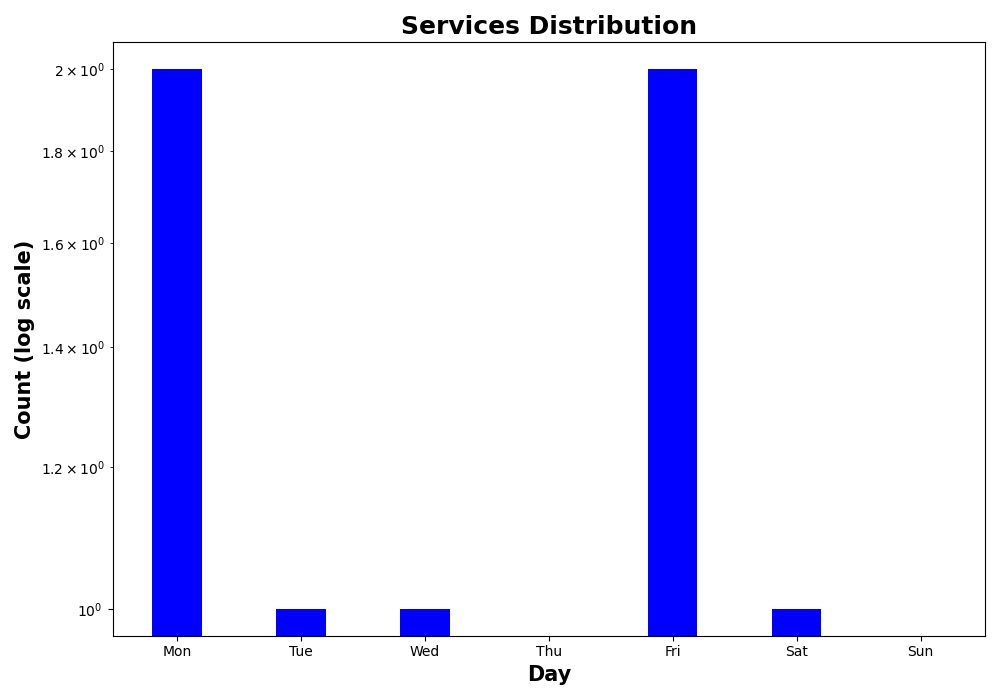 Services Distribution
Count (log scale)
2 × 10⁰
1.8 × 10⁰
1.6 × 10⁰
1.4 × 10⁰
1.2 × 10⁰
10⁰
Mon Tue Wed Thu Fri Sat Sun
Day